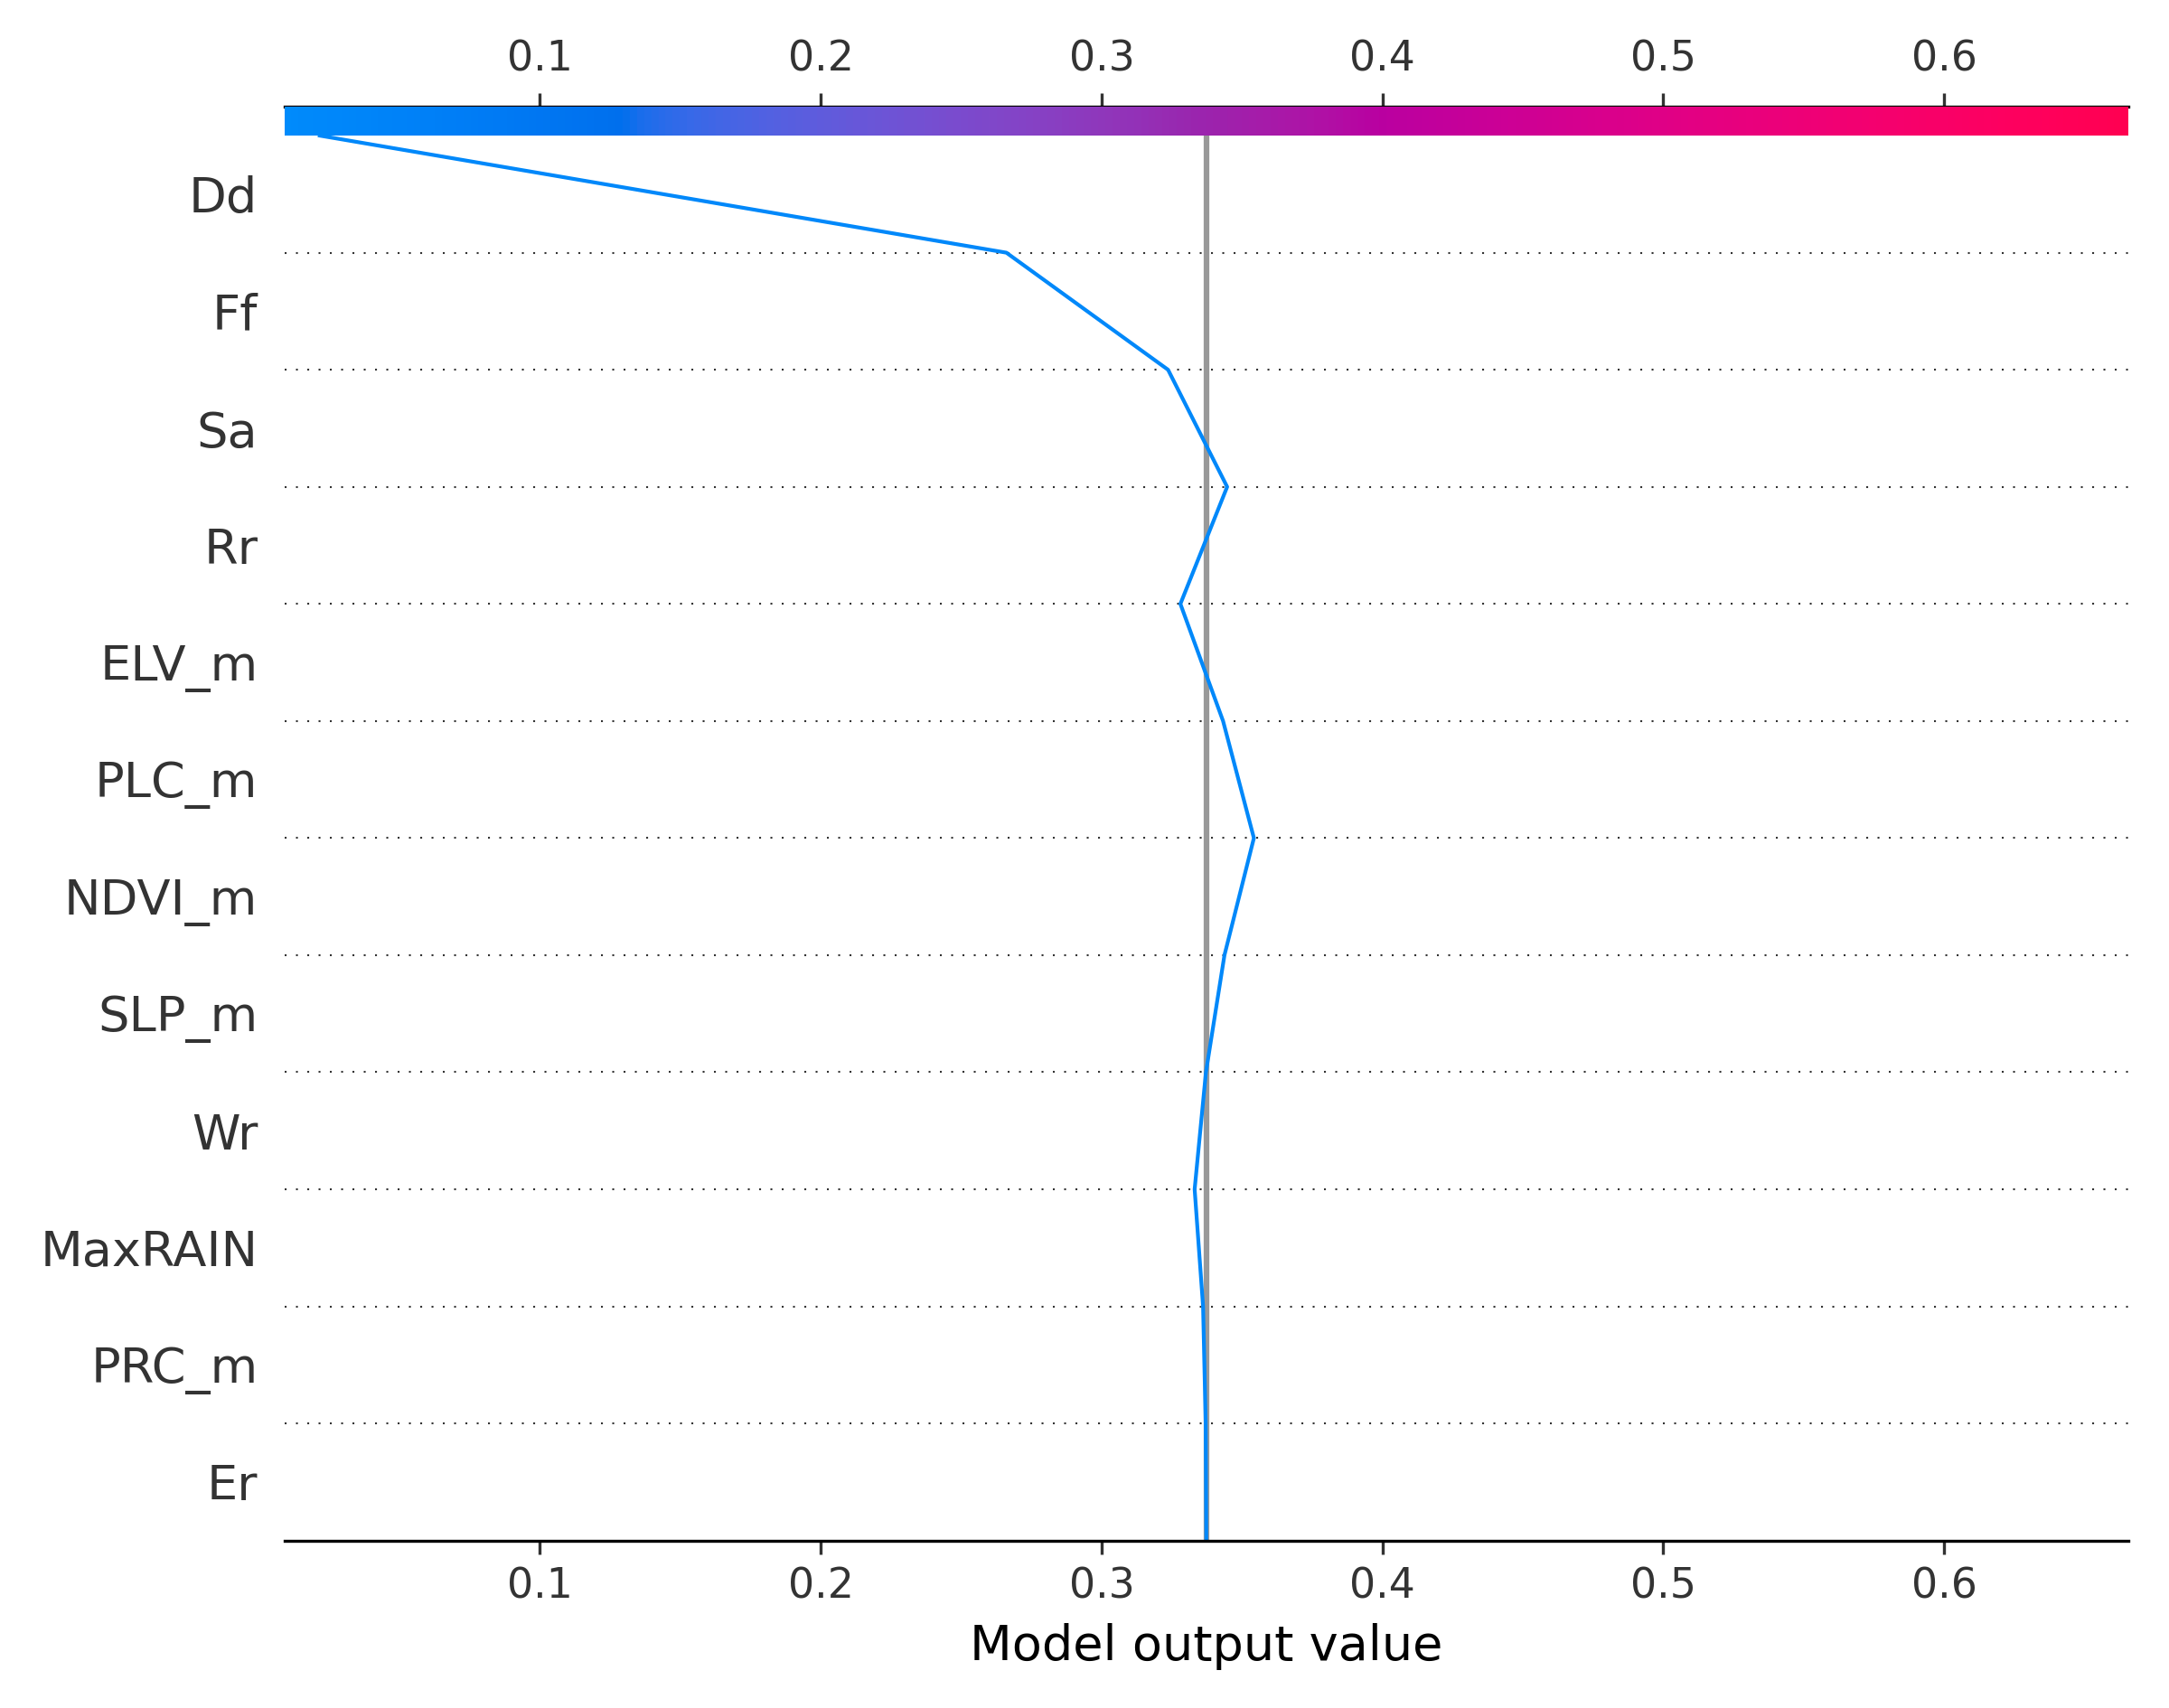 0.1 0.2 0.3 0.4 0.5 0.6
Dd
Ff
Sa
Rr
ELV_m
PLC_m
NDVI_m
SLP_m
Wr
MaxRAIN
PRC_m
Er
0.1 0.2 0.3 0.4 0.5 0.6
Model output value